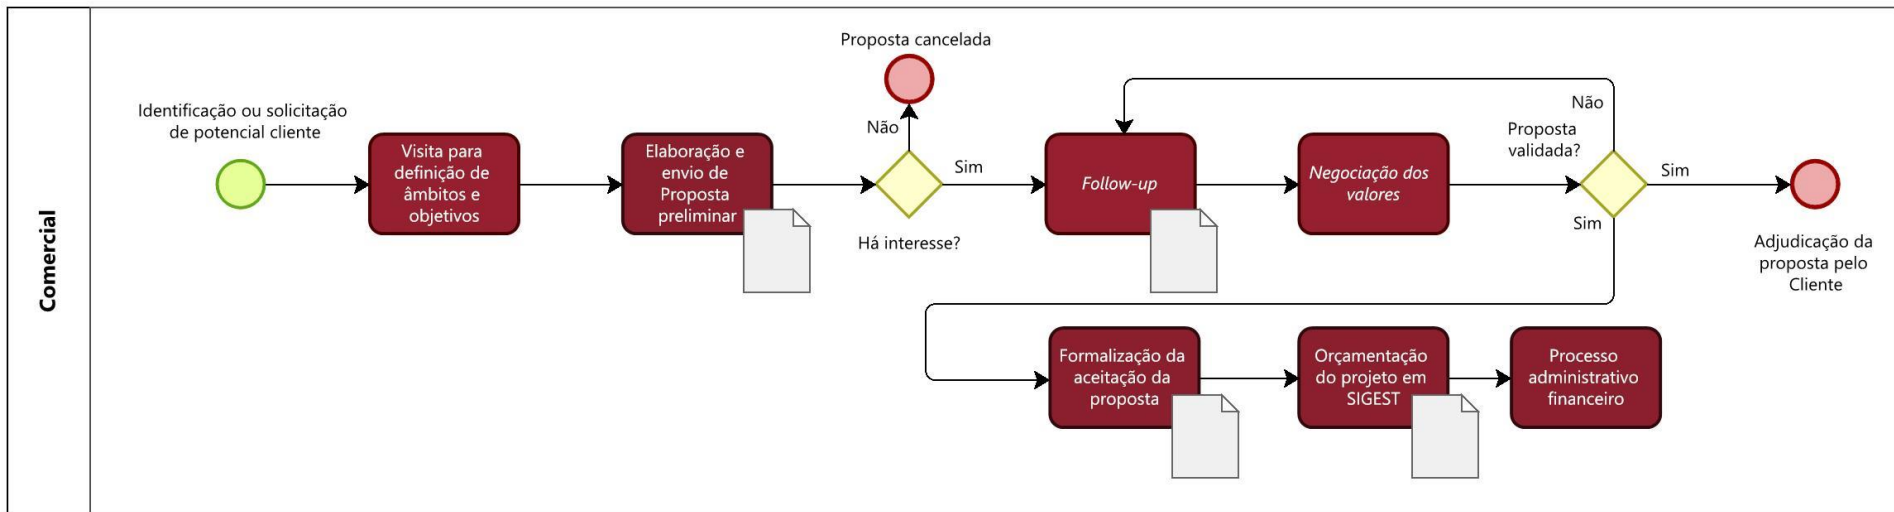 Comercial
Identificação ou solicitação
de potencial cliente
Visita para
definição de
âmbitos e
objetivos
Elaboração e
envio de
Proposta
preliminar
Proposta cancelada
Não
Há interesse?
Sim
Follow-up
Negociação dos
valores
Proposta
validada?
Não
Sim
Sim
Adjudicação da
proposta pelo
Cliente
Formalização da
aceitação da
proposta
Orçamentação
do projeto em
SIGEST
Processo
administrativo
financeiro